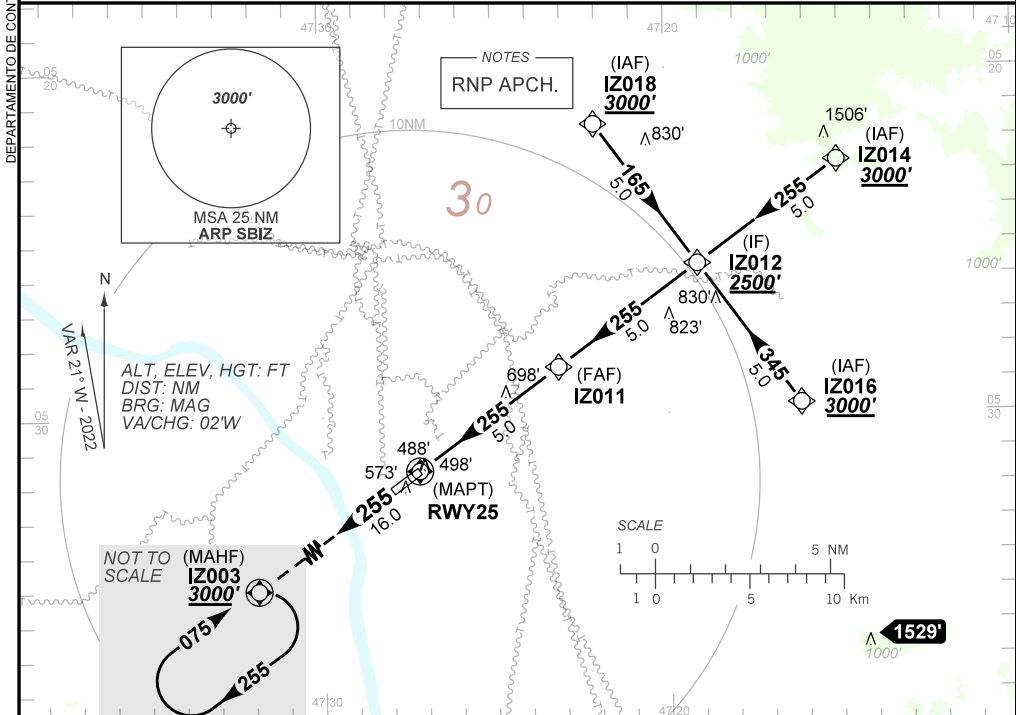 DEPARTAMENTO DE CON
47 30
47 20
47 10
05 20
05 20
3000'
MSA 25 NM
ARP SBIZ
NOTES
RNP APCH.
10NM
30
(IAF)
IZ018
3000'
830'
1000'
1506'
(IAF)
IZ014
3000'
165
5.0
255
5.0
(IF)
IZ012
2500'
1000'
830'
823'
N
VAR 21° W - 2022
ALT, ELEV, HGT: FT
DIST: NM
BRG: MAG
VA/CHG: 02'W
255
5.0
345
5.0
(IAF)
IZ016
3000'
(FAF)
IZ011
698'
05 30
05 30
255
5.0
488'
573'
498'
(MAPT)
RWY25
255
16.0
NOT TO
SCALE
(MAHF)
IZ003
3000'
075
255
SCALE
1 0 5 NM
1 0 5 10 Km
1529'
1000'
47 30
47 20